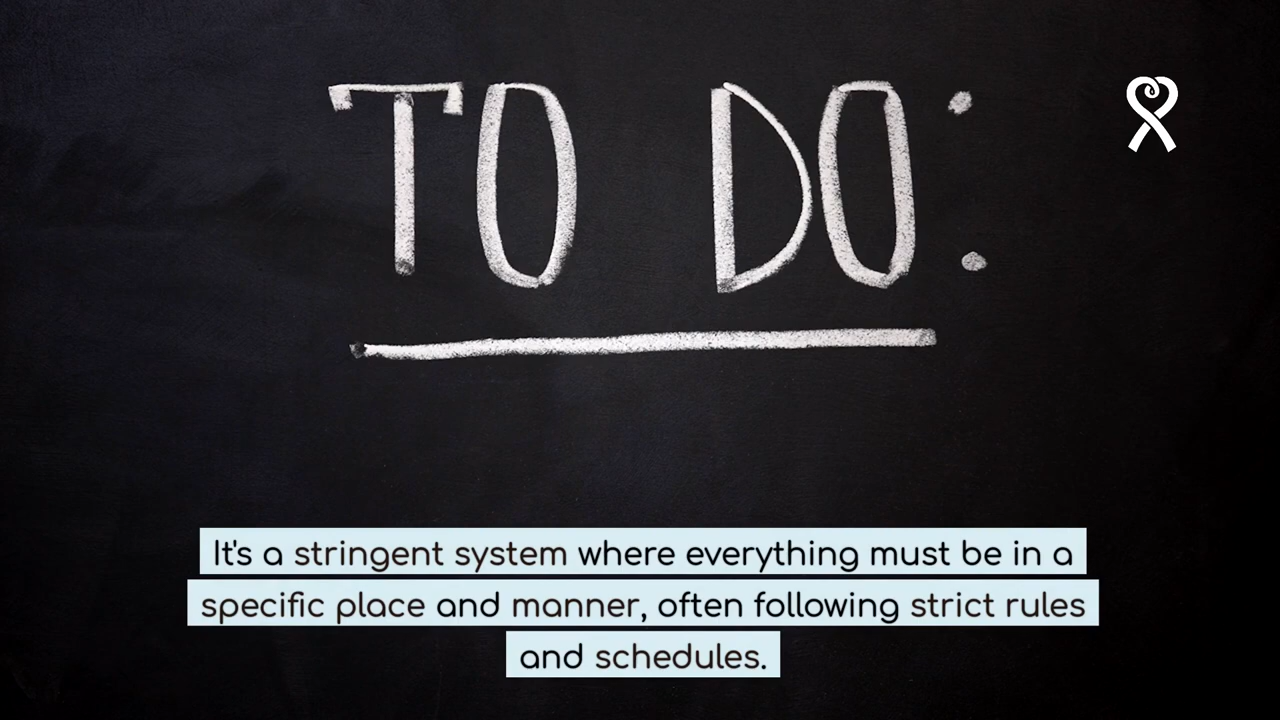 TO DO:
It's a stringent system where everything must be in a
specific place and manner, often following strict rules
and schedules.